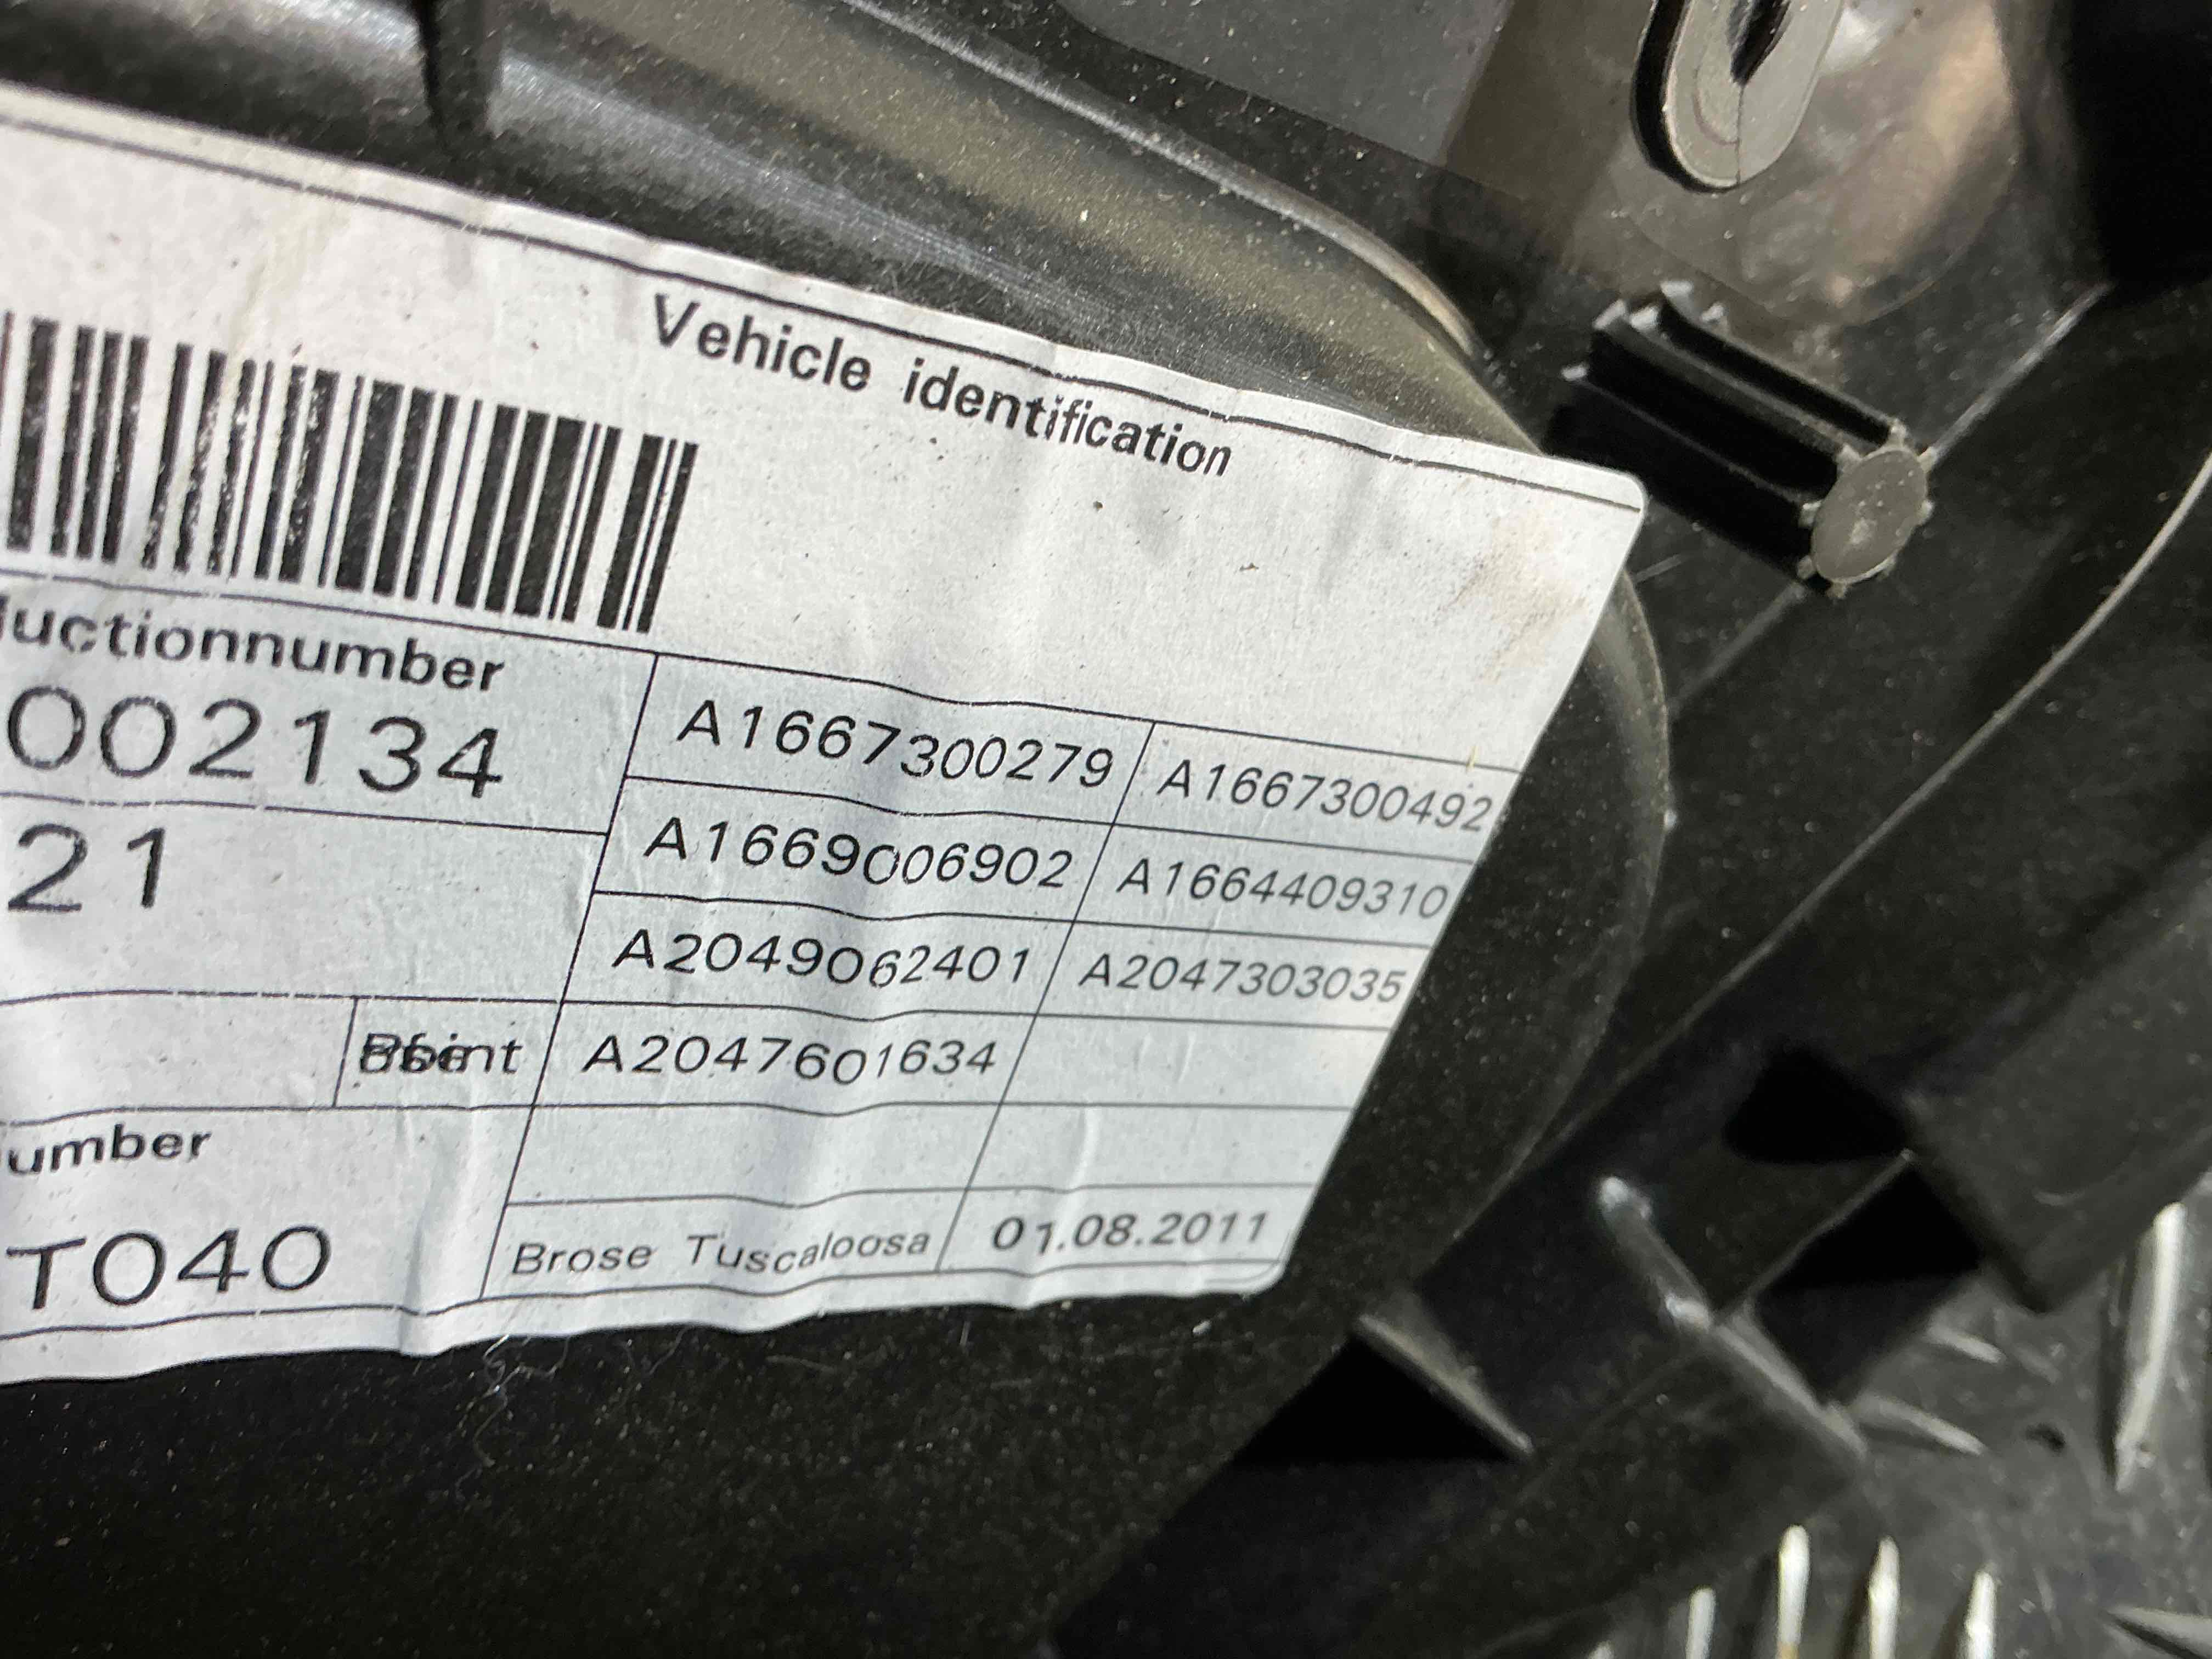 Vehicle identification
uctionnumber
002134
A1667300279 A1667300492
21
A1669006902 A1664409310
A2049062401 A2047303035
A2047601634
umber
T040
Brose Tuscaloosa 01.08.2011